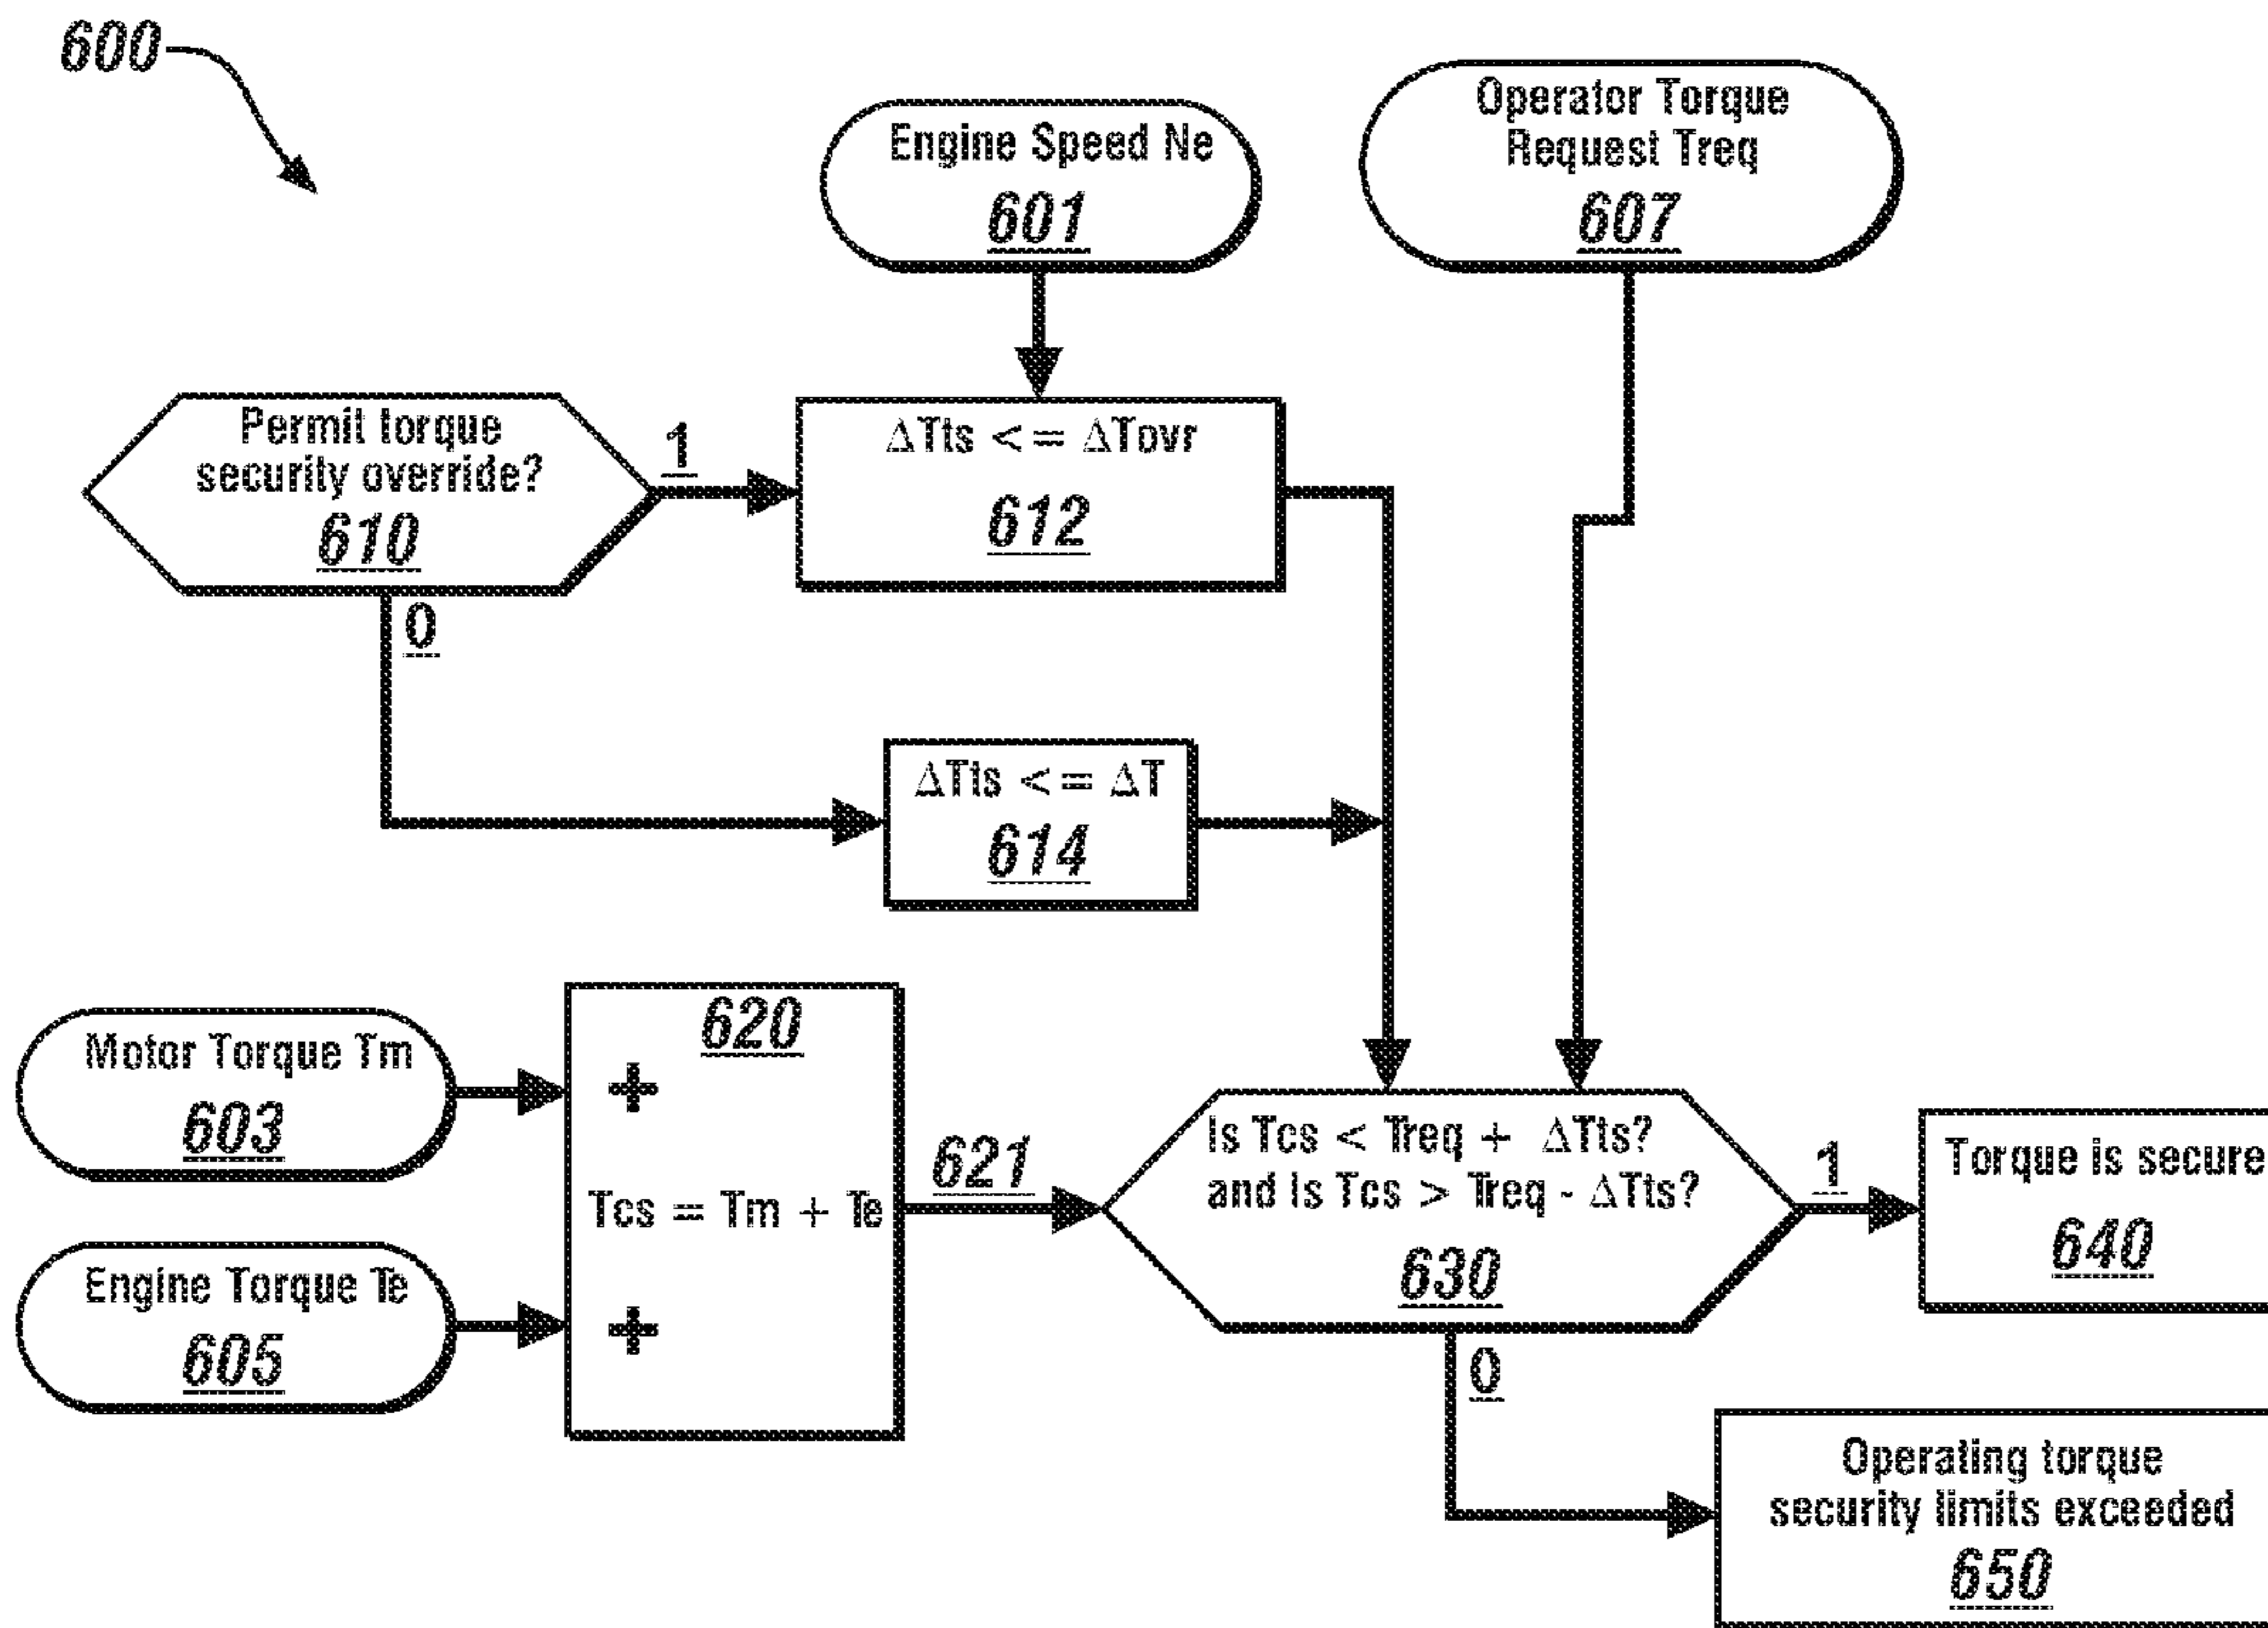 600
Engine Speed Ne
601
Operator Torque
Request Treq
607
Permit torque
security override?
610
1
0
ΔTts <= ΔTovr
612
ΔTts <= ΔT
614
Motor Torque Tm
603
Engine Torque Te
605
620
+
Tcs = Tm + Te
+
621
Is Tcs < Treq + ΔTts?
and Is Tcs > Treq - ΔTts?
630
1
0
Torque is secure
640
Operating torque
security limits exceeded
650